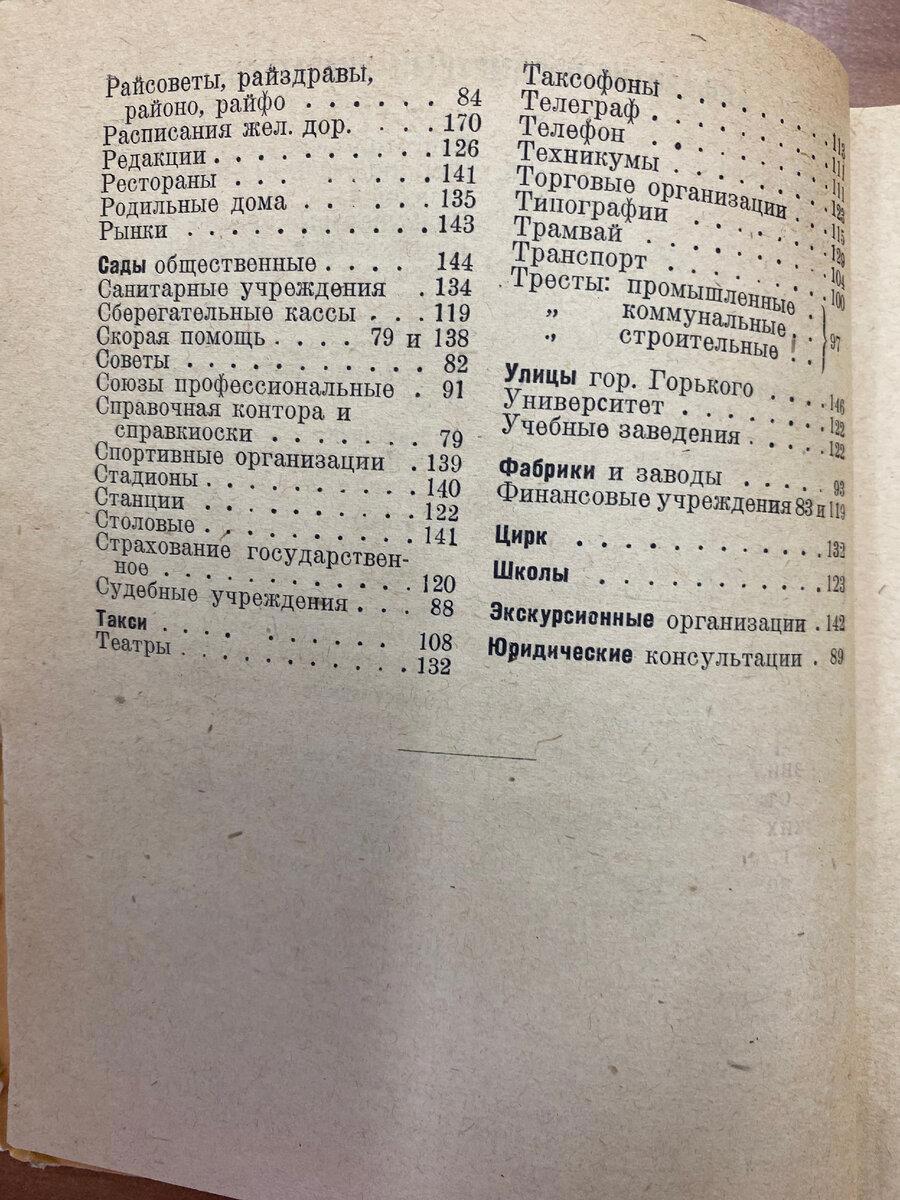 Райсоветы, райздравы,
районо, райфо . . . . . . 84
Расписания жел. дор. . . . 170
Редакции . . . . . . . . . . 126
Рестораны . . . . . . . . 141
Родильные дома . . . . . . 135
Рынки . . . . . . . . . . . 143
Сады общественные . . . . 144
Санитарные учреждения . 134
Сберегательные кассы . . . 119
Скорая помощь . . . . 79 и 138
Советы . . . . . . . . . . . 82
Союзы профессиональные . 91
Справочная контора и
справкиоски . . . . . . . 79
Спортивные организации . 139
Стадионы . . . . . . . . . . 140
Станции . . . . . . . . . . 122
Столовые . . . . . . . . . . 141
Страхование государствен-
ное . . . . . . . . . . . 120
Судебные учреждения . . . 88
Такси . . . . . . . . . . 108
Театры . . . . . . . . . . . 132
Таксофоны . . . . . . . . 113
Телеграф . . . . . . . . . 111
Телефон . . . . . . . . . 111
Техникумы . . . . . . . . 123
Торговые организации . . 115
Типографии . . . . . . . 129
Трамвай . . . . . . . . . 104
Транспорт . . . . . . . . 100
Тресты: промышленные .
„ коммунальные . } 97
„ строительные . .
Улицы гор. Горького . . . . 146
Университет . . . . . . . . 122
Учебные заведения . . . . . 122
Фабрики и заводы . . . . . 93
Финансовые учреждения 83 и 119
Цирк . . . . . . . . . . . 132
Школы . . . . . . . . . . 123
Экскурсионные организации . 142
Юридические консультации . 89